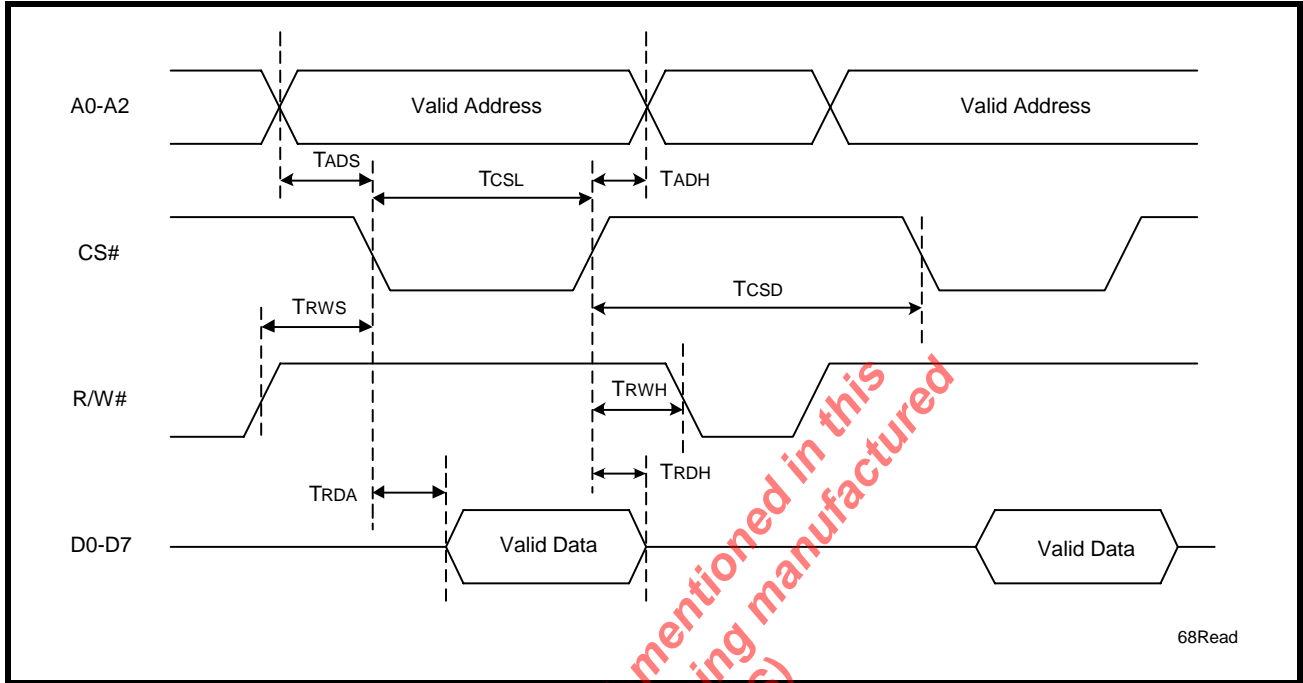 A0-A2
Valid Address
Valid Address
TADS
TCSL
TADH
CS#
TCSD
TRWS
R/W#
TRWH
TRDH
TRDA
D0-D7
Valid Data
Valid Data
68Read
mentioned in this
ing manufactured